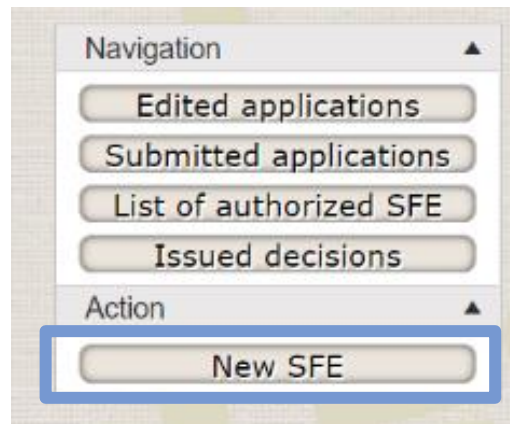 Navigation
Edited applications
Submitted applications
List of authorized SFE
Issued decisions
Action
New SFE